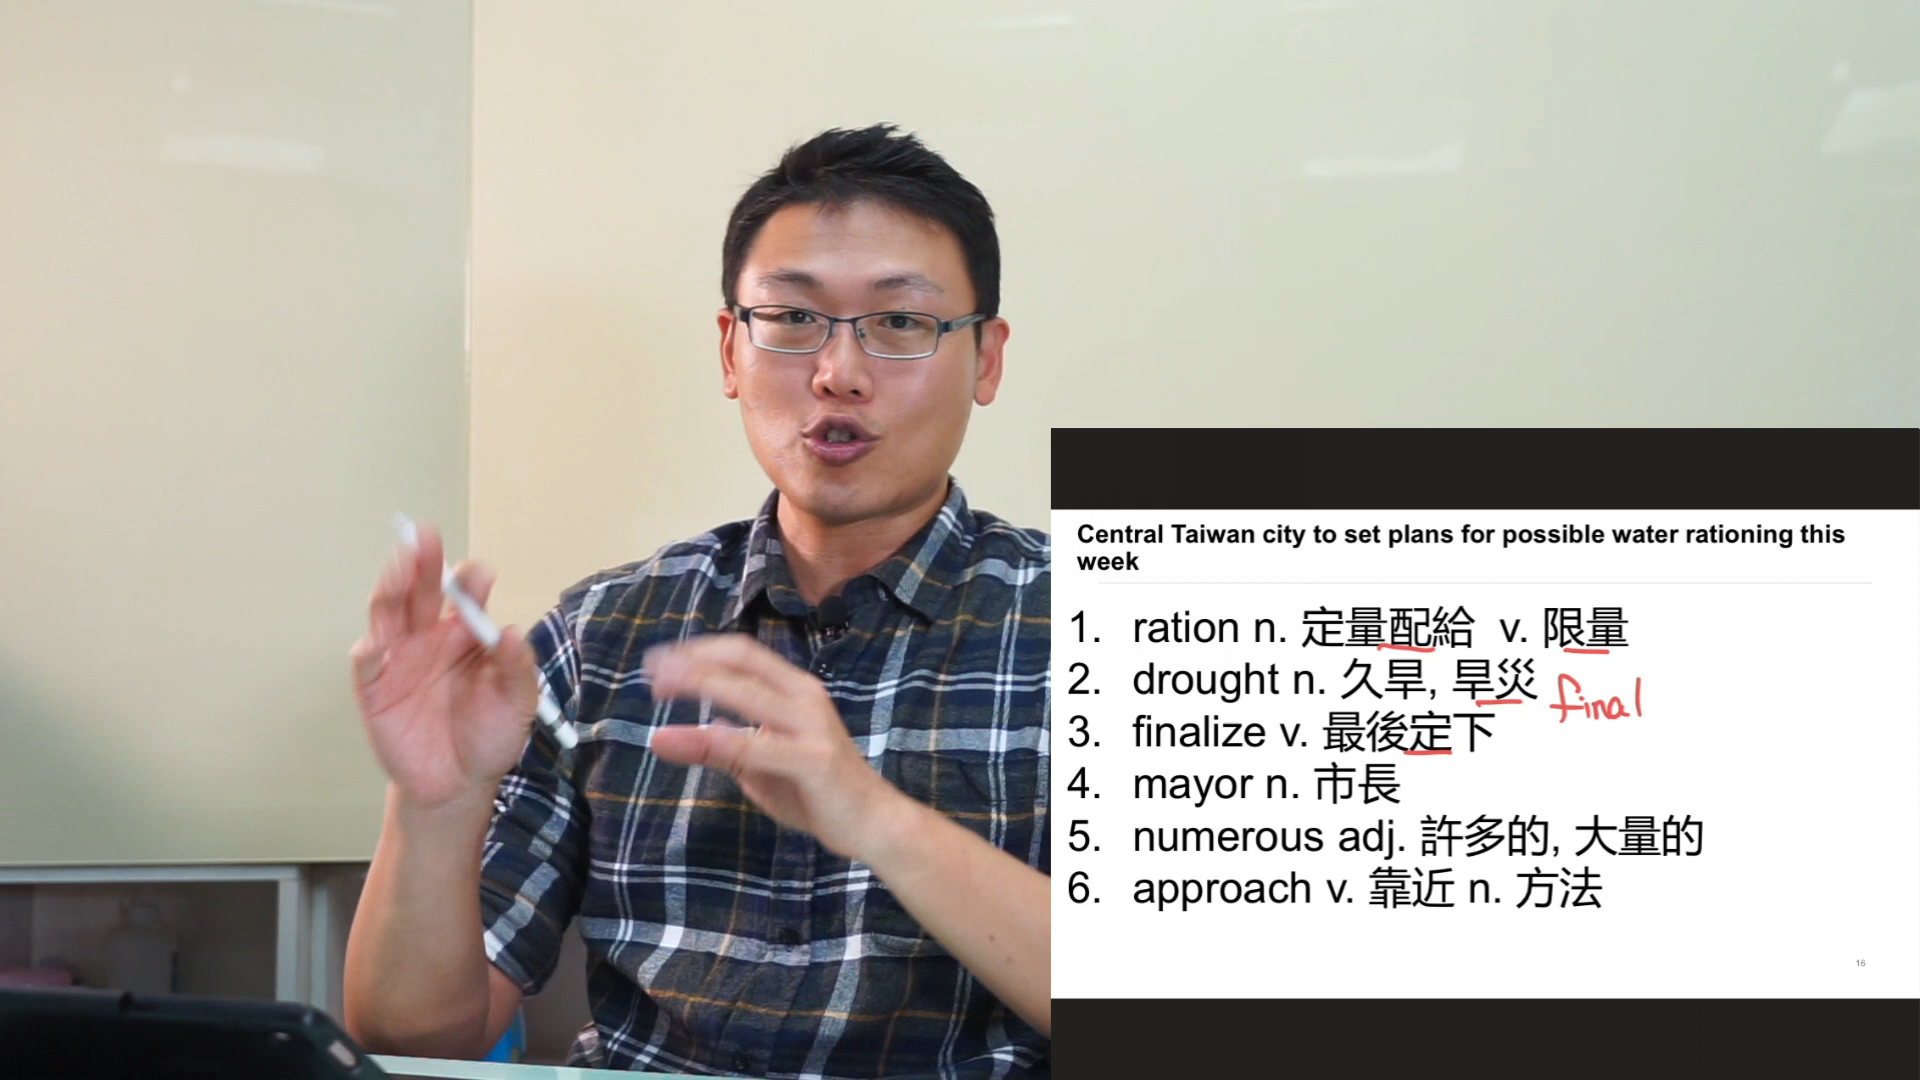 Central Taiwan city to set plans for possible water rationing this
week
1. ration n. 定量配給 v. 限量
2. drought n. 久旱, 旱災
final
3. finalize v. 最後定下
4. mayor n. 市長
5. numerous adj. 許多的, 大量的
6. approach v. 靠近 n. 方法
16